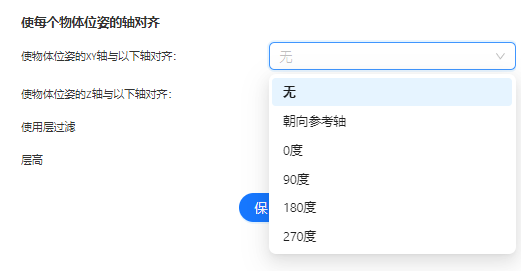 使每个物体位姿的轴对齐
使物体位姿的XY轴与以下轴对齐：
无
使物体位姿的Z轴与以下轴对齐：
无
朝向参考轴
使用层过滤
0度
层高
90度
180度
保
270度